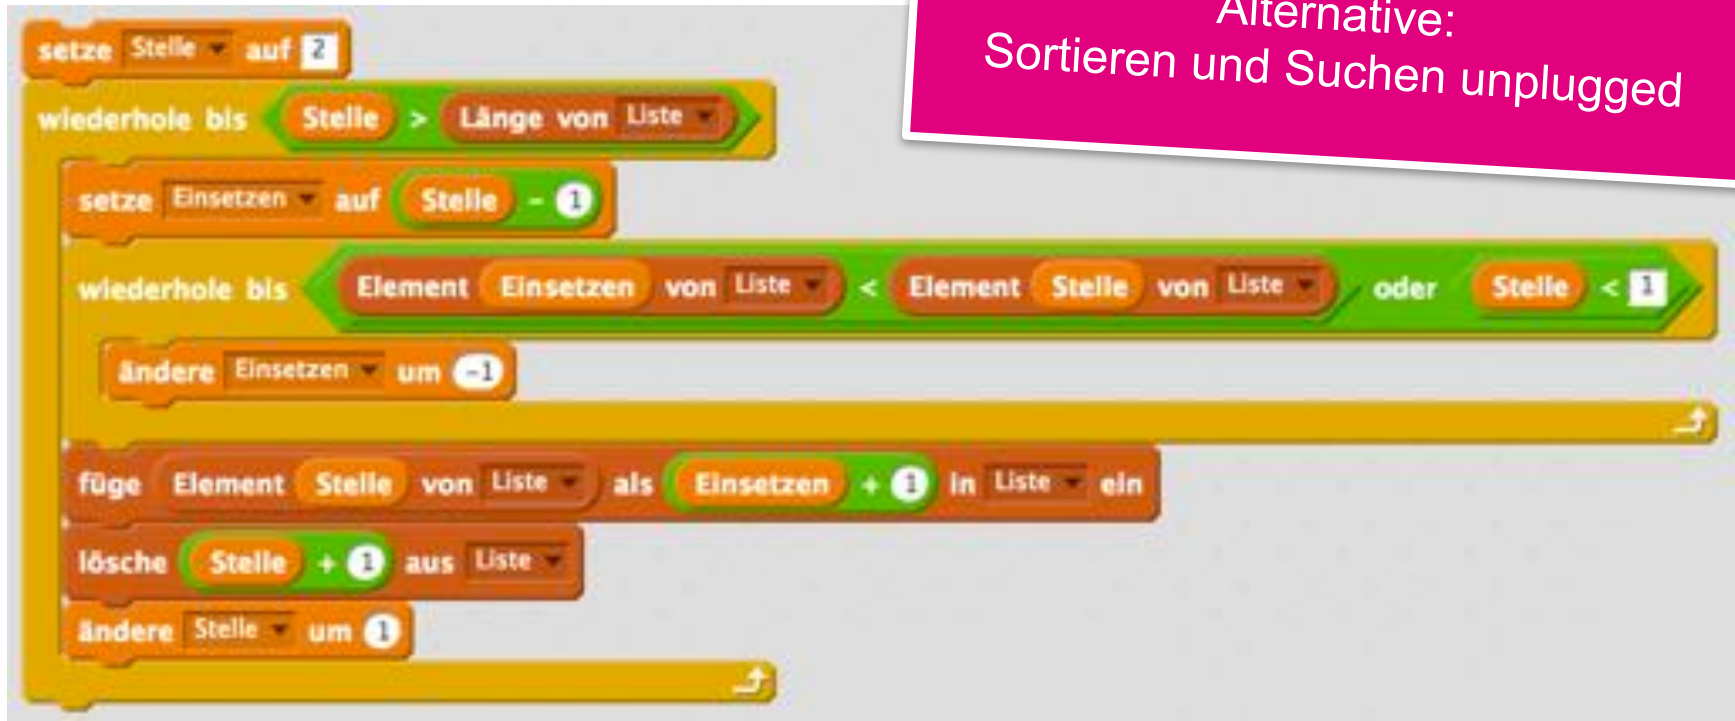 Alternative:
Sortieren und Suchen unplugged
setze Stelle auf 2
wiederhole bis Stelle > Länge von Liste
setze Einsetzen auf Stelle - 1
wiederhole bis Element Einsetzen von Liste < Element Stelle von Liste oder Stelle < 1
ändere Einsetzen um -1
füge Element Stelle von Liste als Einsetzen + 1 in Liste ein
lösche Stelle + 1 aus Liste
ändere Stelle um 1